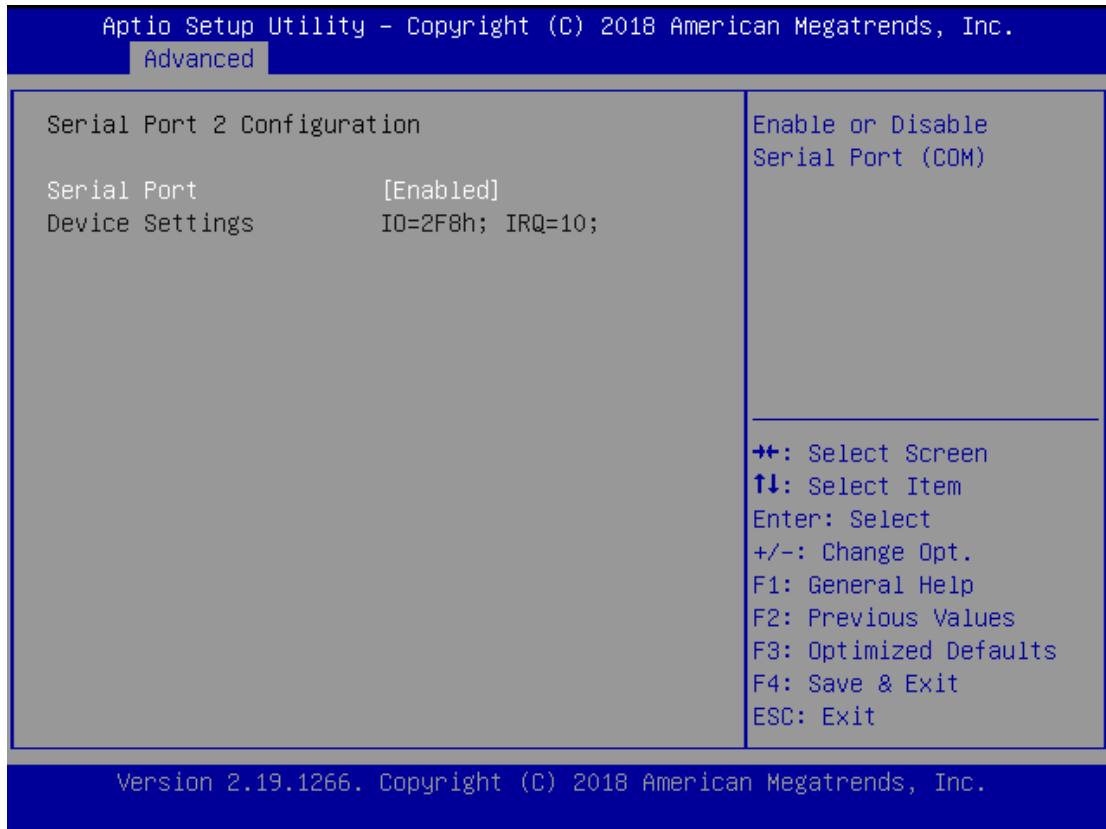 Aptio Setup Utility – Copyright (C) 2018 American Megatrends, Inc.
Advanced
Serial Port 2 Configuration
Serial Port [Enabled]
Device Settings IO=2F8h; IRQ=10;
Enable or Disable
Serial Port (COM)
→←: Select Screen
↑↓: Select Item
Enter: Select
+/-: Change Opt.
F1: General Help
F2: Previous Values
F3: Optimized Defaults
F4: Save & Exit
ESC: Exit
Version 2.19.1266. Copyright (C) 2018 American Megatrends, Inc.